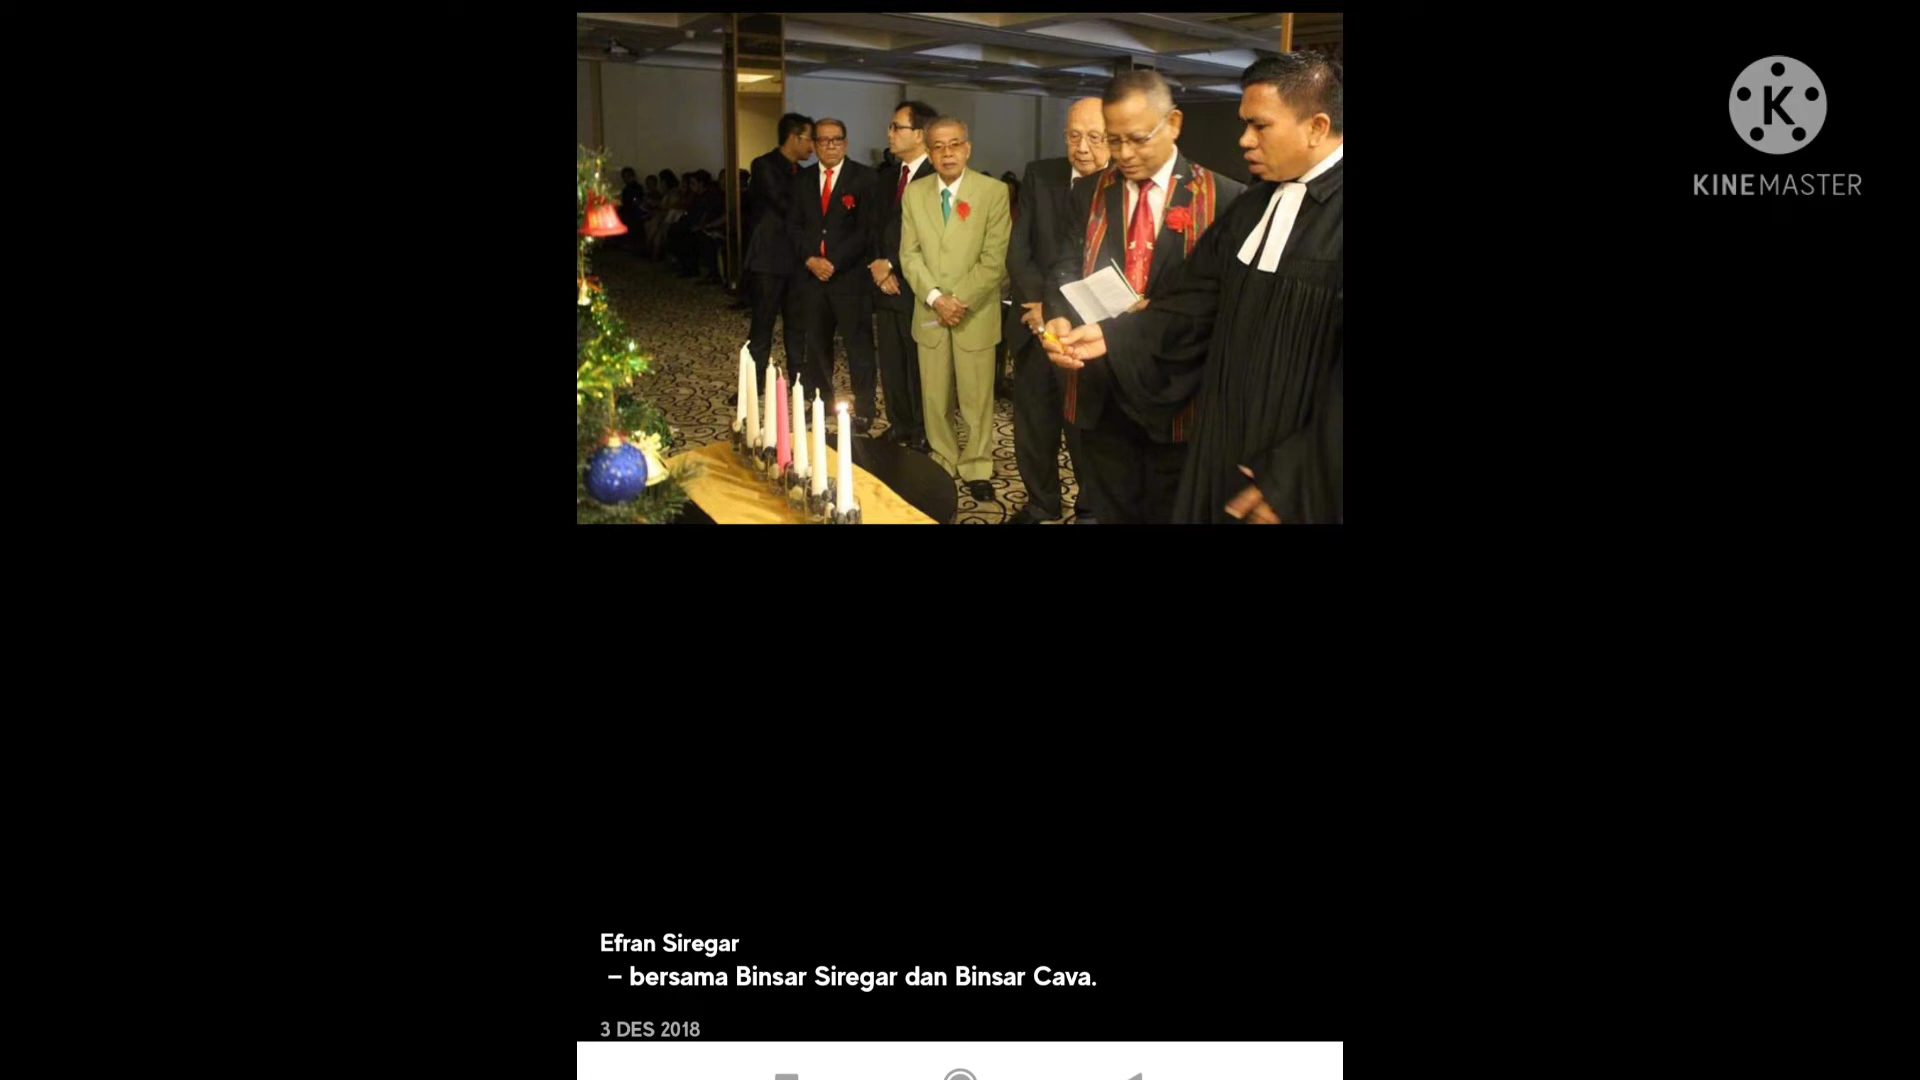 KINEMASTER
Efran Siregar
– bersama Binsar Siregar dan Binsar Cava.
3 DES 2018